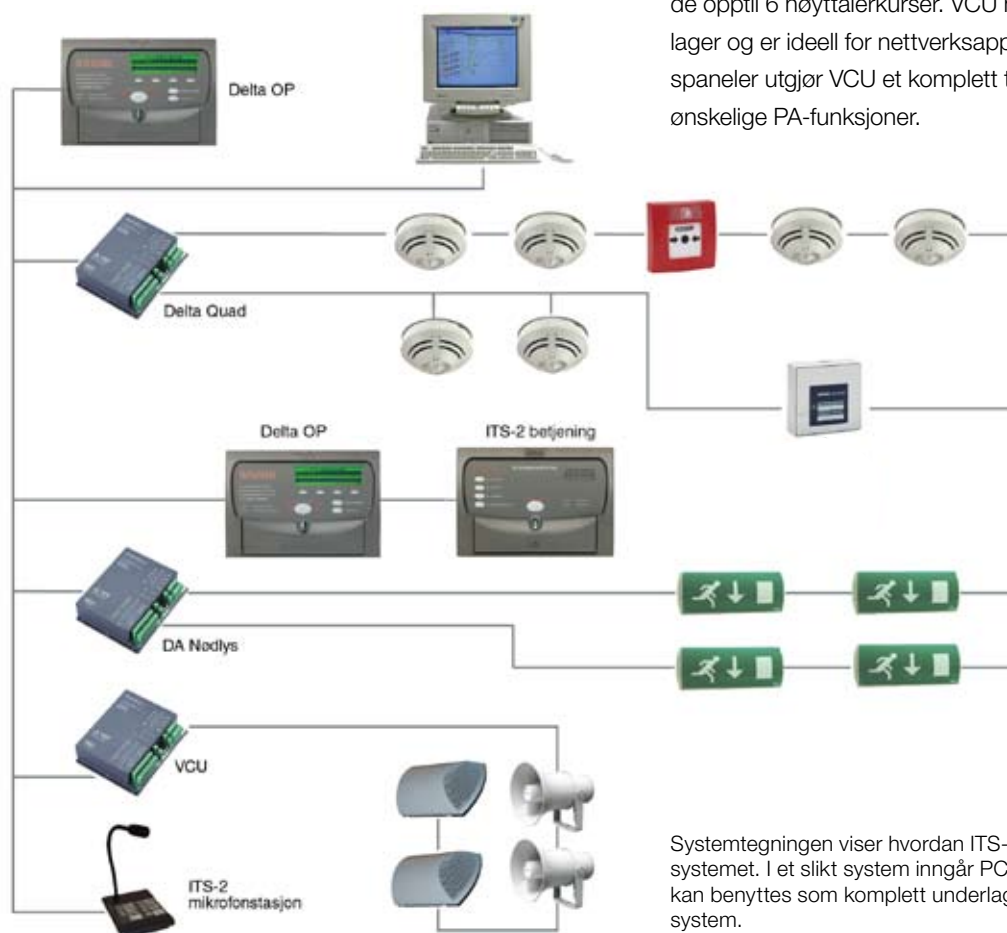 de opptil 6 høyttalerkurser. VCU
lager og er ideell for
spaneler utgjør VCU et komplett
ønskelige PA-funksjoner.
Delta OP
Delta Quad
Delta OP
ITS-2 betjening
DA Nødlys
VCU
ITS-2
mikrofonstasjon
Systemtegningen viser hvordan ITS-
systemet. I et slikt system inngår PC
kan benyttes som komplett underlag
system.